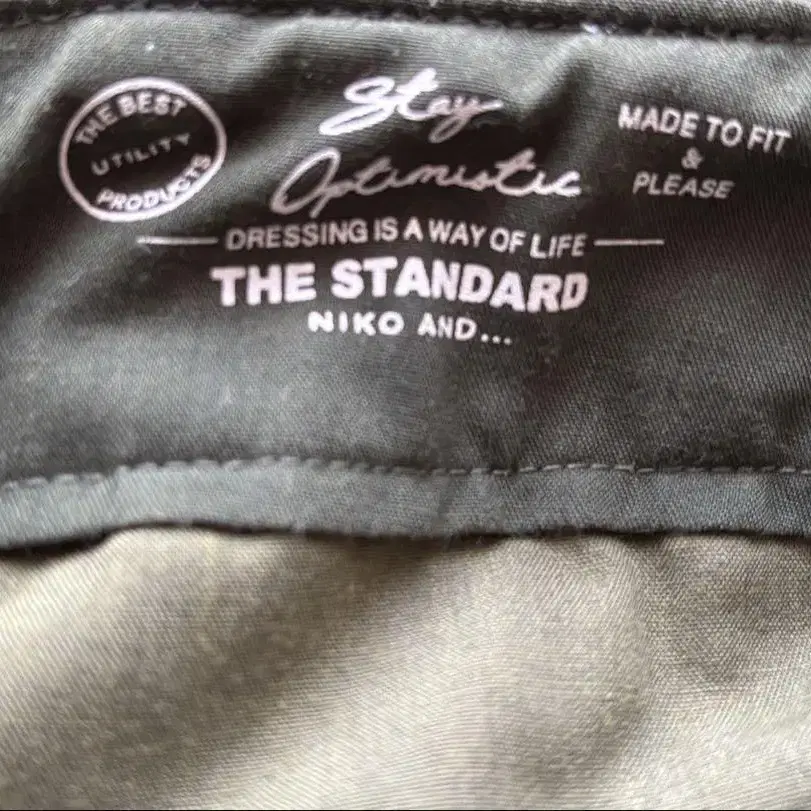 THE BEST
UTILITY
PRODUCTS
Stay
Optimistic
MADE TO FIT
&
PLEASE
DRESSING IS A WAY OF LIFE
THE STANDARD
NIKO AND...